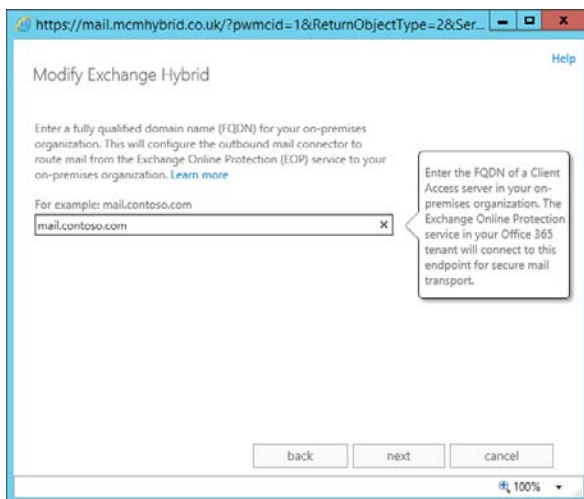 https://mail.mcmhybrid.co.uk/?pwmcid=1&ReturnObjectType=2&Ser...
Help
Modify Exchange Hybrid
Enter a fully qualified domain name (FQDN) for your on-premises
organization. This will configure the outbound mail connector to
route mail from the Exchange Online Protection (EOP) service to your
on-premises organization. Learn more
For example: mail.contoso.com
mail.contoso.com
Enter the FQDN of a Client
Access server in your on-
premises organization. The
Exchange Online Protection
service in your Office 365
tenant will connect to this
endpoint for secure mail
transport.
back
next
cancel
100%